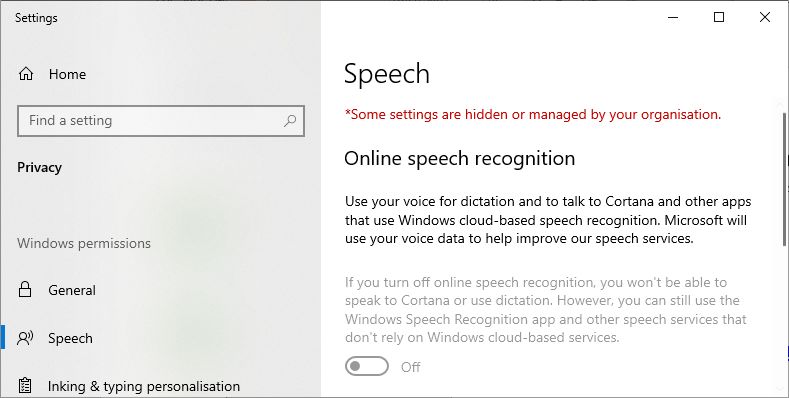 Settings
Home
Find a setting
Privacy
Windows permissions
General
Speech
Inking & typing personalisation
Speech
*Some settings are hidden or managed by your organisation.
Online speech recognition
Use your voice for dictation and to talk to Cortana and other apps
that use Windows cloud-based speech recognition. Microsoft will
use your voice data to help improve our speech services.
If you turn off online speech recognition, you won't be able to
speak to Cortana or use dictation. However, you can still use the
Windows Speech Recognition app and other speech services that
don't rely on Windows cloud-based services.
Off